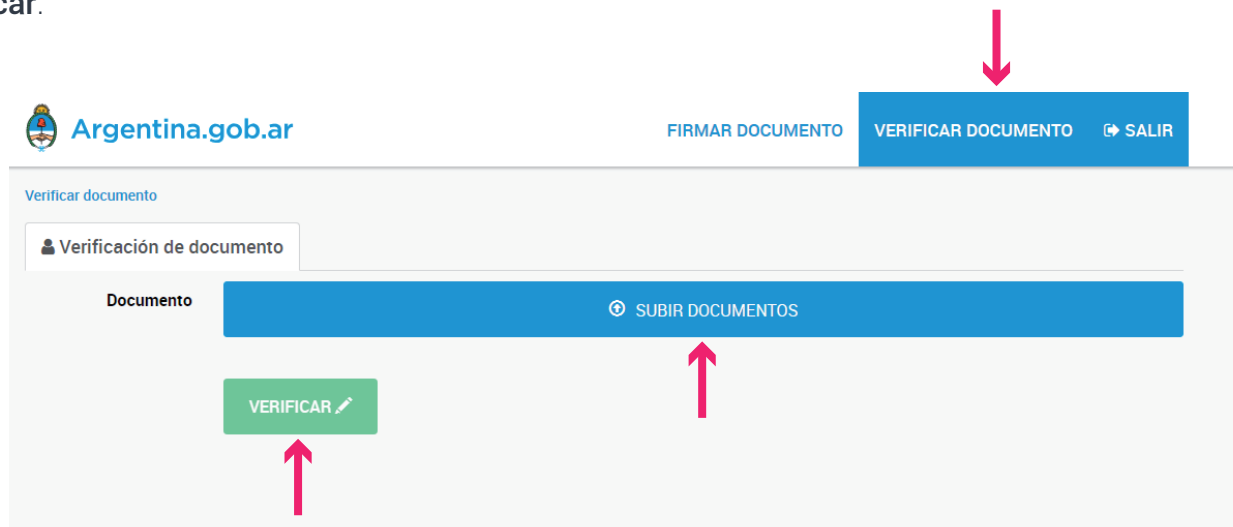 car.
Argentina.gob.ar
FIRMAR DOCUMENTO
VERIFICAR DOCUMENTO
SALIR
Verificar documento
Verificación de documento
Documento
SUBIR DOCUMENTOS
VERIFICAR